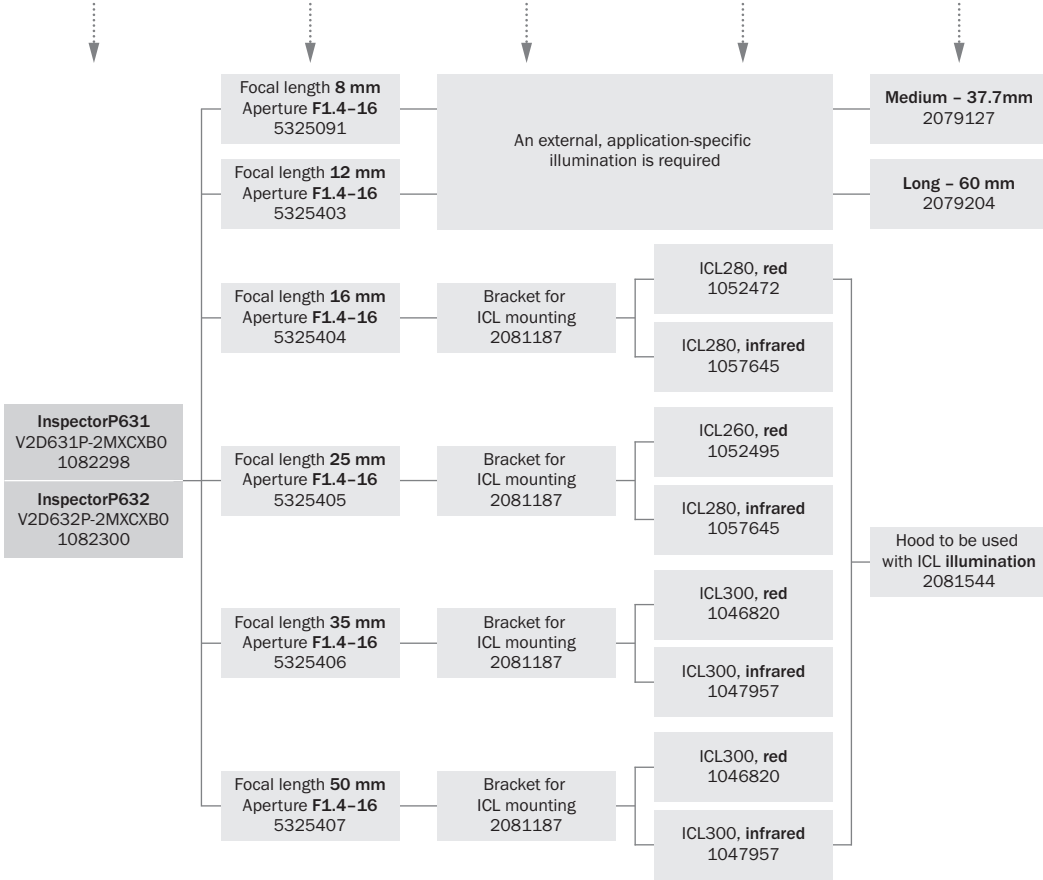 Focal length 8 mm
Aperture F1.4–16
5325091
An external, application-specific
illumination is required
Medium – 37.7mm
2079127
Focal length 12 mm
Aperture F1.4–16
5325403
Long – 60 mm
2079204
Focal length 16 mm
Aperture F1.4–16
5325404
Bracket for
ICL mounting
2081187
ICL280, red
1052472
ICL280, infrared
1057645
InspectorP631
V2D631P-2MXCXB0
1082298
InspectorP632
V2D632P-2MXCXB0
1082300
Focal length 25 mm
Aperture F1.4–16
5325405
Bracket for
ICL mounting
2081187
ICL260, red
1052495
ICL280, infrared
1057645
Hood to be used
with ICL illumination
2081544
Focal length 35 mm
Aperture F1.4–16
5325406
Bracket for
ICL mounting
2081187
ICL300, red
1046820
ICL300, infrared
1047957
Focal length 50 mm
Aperture F1.4–16
5325407
Bracket for
ICL mounting
2081187
ICL300, red
1046820
ICL300, infrared
1047957